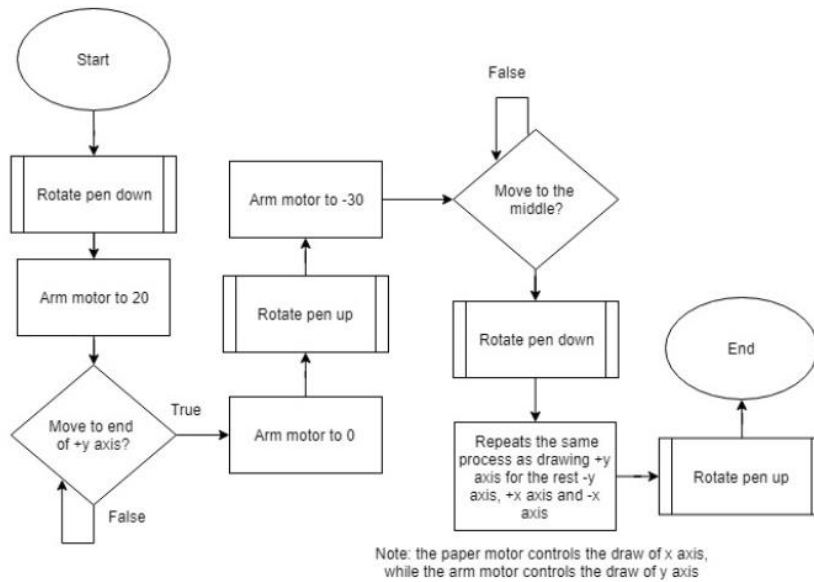 Start
Rotate pen down
Arm motor to 20
Move to end
of +y axis?
False
True
Arm motor to 0
Rotate pen up
Arm motor to -30
False
Move to the
middle?
Rotate pen down
Repeats the same
process as drawing +y
axis for the rest -y
axis, +x axis and -x
axis
Rotate pen up
End
Note: the paper motor controls the draw of x axis,
while the arm motor controls the draw of y axis